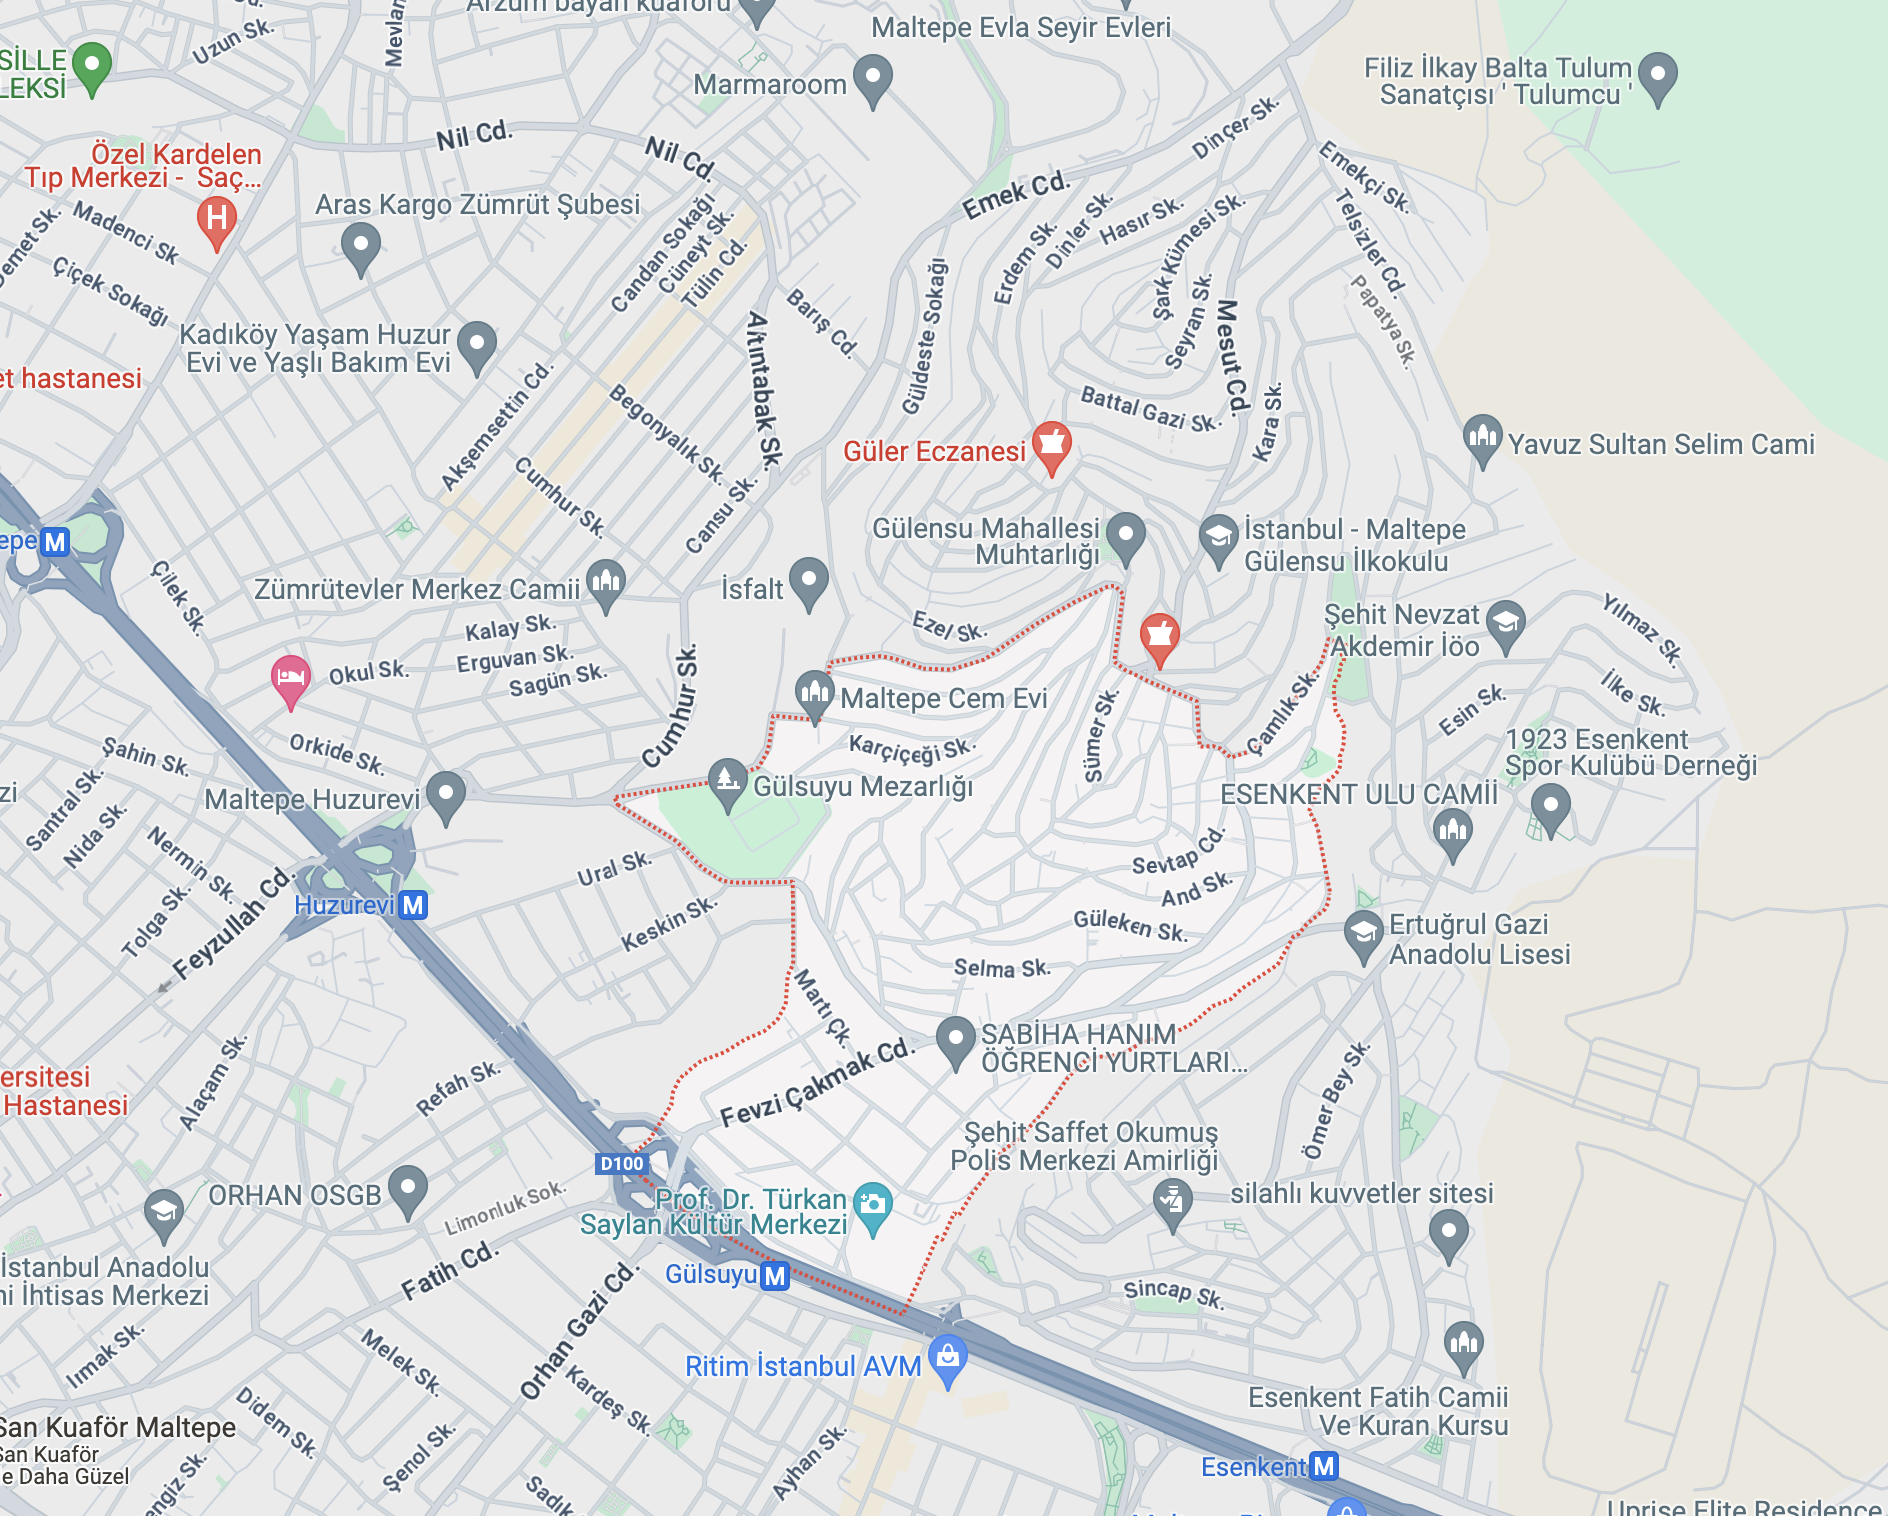 Arzum bayan kuaförü
Maltepe Evla Seyir Evleri
Uzun Sk.
SİLLE
LEKSİ
Marmaroom
Filiz İlkay Balta Tulum
Sanatçısı ' Tulumcu '
Nil Cd.
Nil Cd.
Dinçer Sk.
Emekçi Sk.
Özel Kardelen
Tıp Merkezi - Saç...
H
Aras Kargo Zümrüt Şubesi
Emek Cd.
Madenci Sk
Demet Sk.
Candan Sokağı
Cüneyt Sk.
Tülin Cd.
Erdem Sk.
Dinler Sk.
Hasır Sk.
Şark Kümesi Sk.
Telsizler Cd.
Çiçek Sokağı
Güldeste Sokağı
Seyran Sk.
Mesut Cd.
Papatya Sk.
Barış Cd.
Kadıköy Yaşam Huzur
Evi ve Yaşlı Bakım Evi
Altıntabak Sk.
et hastanesi
Akşemsettin Cd.
Begonyalık Sk.
Battal Gazi Sk.
Kara Sk.
Güler Eczanesi
Yavuz Sultan Selim Cami
Cumhur Sk.
Cansu Sk.
epe M
Gülensu Mahallesi
Muhtarlığı
İstanbul - Maltepe
Gülensu İlkokulu
Çilek Sk.
Zümrütevler Merkez Camii
İsfalt
Kalay Sk.
Ezel Sk.
Şehit Nevzat
Akdemir İöo
Yılmaz Sk.
Erguvan Sk.
Okul Sk.
Sagün Sk.
Cumhur Sk.
Maltepe Cem Evi
Sümer Sk.
Çamlık Sk.
İlke Sk.
Esin Sk.
Orkide Sk.
Karçiçeği Sk.
1923 Esenkent
Spor Kulübü Derneği
Şahin Sk.
Gülsuyu Mezarlığı
ESENKENT ULU CAMİİ
zi
Maltepe Huzurevi
Santral Sk.
Nida Sk.
Nermin Sk.
Ural Sk.
Sevtap Cd.
And Sk.
Huzurevi M
Feyzullah Cd.
Tolga Sk.
Keskin Sk.
Güleken Sk.
Ertuğrul Gazi
Anadolu Lisesi
Selma Sk.
Martı Çk.
SABİHA HANIM
ÖĞRENCİ YURTLARI...
Fevzi Çakmak Cd.
Ömer Bey Sk.
ersitesi
Hastanesi
Alaçam Sk.
Refah Sk.
Şehit Saffet Okumuş
Polis Merkezi Amirliği
D100
ORHAN OSGB
Limonluk Sok.
Prof. Dr. Türkan
Saylan Kültür Merkezi
silahlı kuvvetler sitesi
Fatih Cd.
İstanbul Anadolu
ni İhtisas Merkezi
Gülsuyu M
Orhan Gazi Cd.
Sincap Sk.
Irmak Sk.
Melek Sk.
Ritim İstanbul AVM
Kardeş Sk.
Esenkent Fatih Camii
Ve Kuran Kursu
Didem Sk.
San Kuaför Maltepe
San Kuaför
e Daha Güzel
Şenol Sk.
Ayhan Sk.
Esenkent M
engiz Sk.
Uprise Elite Residence